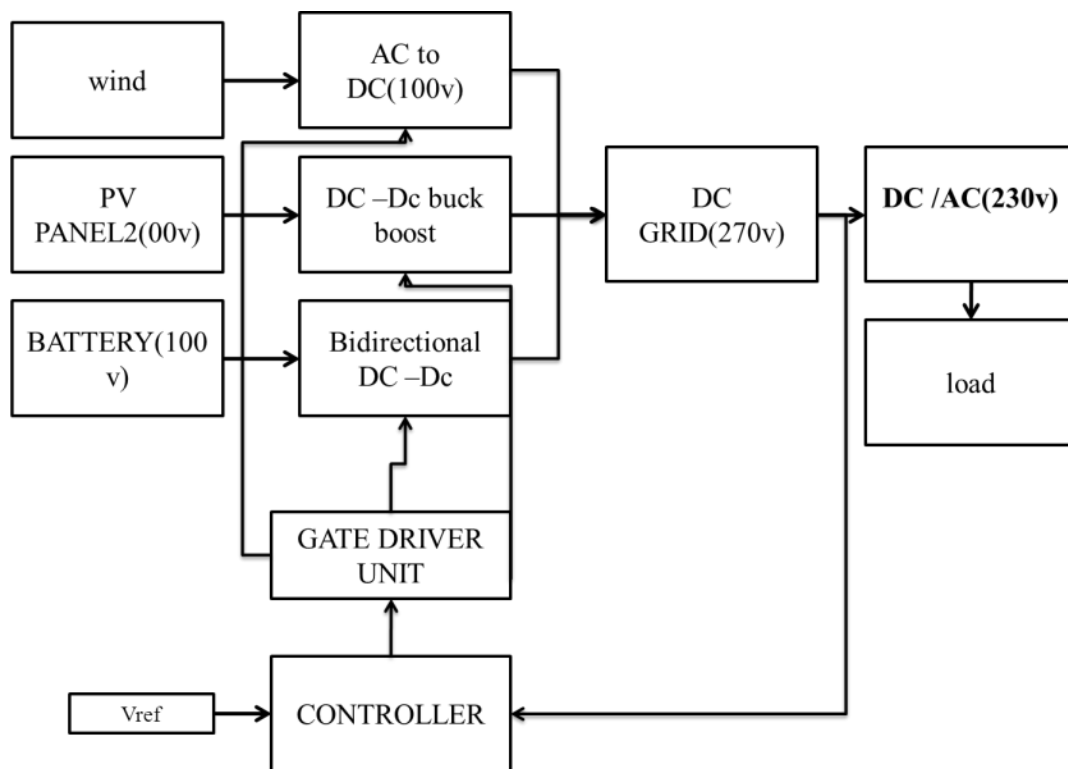 wind
AC to
DC(100v)
PV
PANEL2(00v)
DC –Dc buck
boost
DC
GRID(270v)
DC /AC(230v)
BATTERY(100
v)
Bidirectional
DC –Dc
load
GATE DRIVER
UNIT
Vref
CONTROLLER